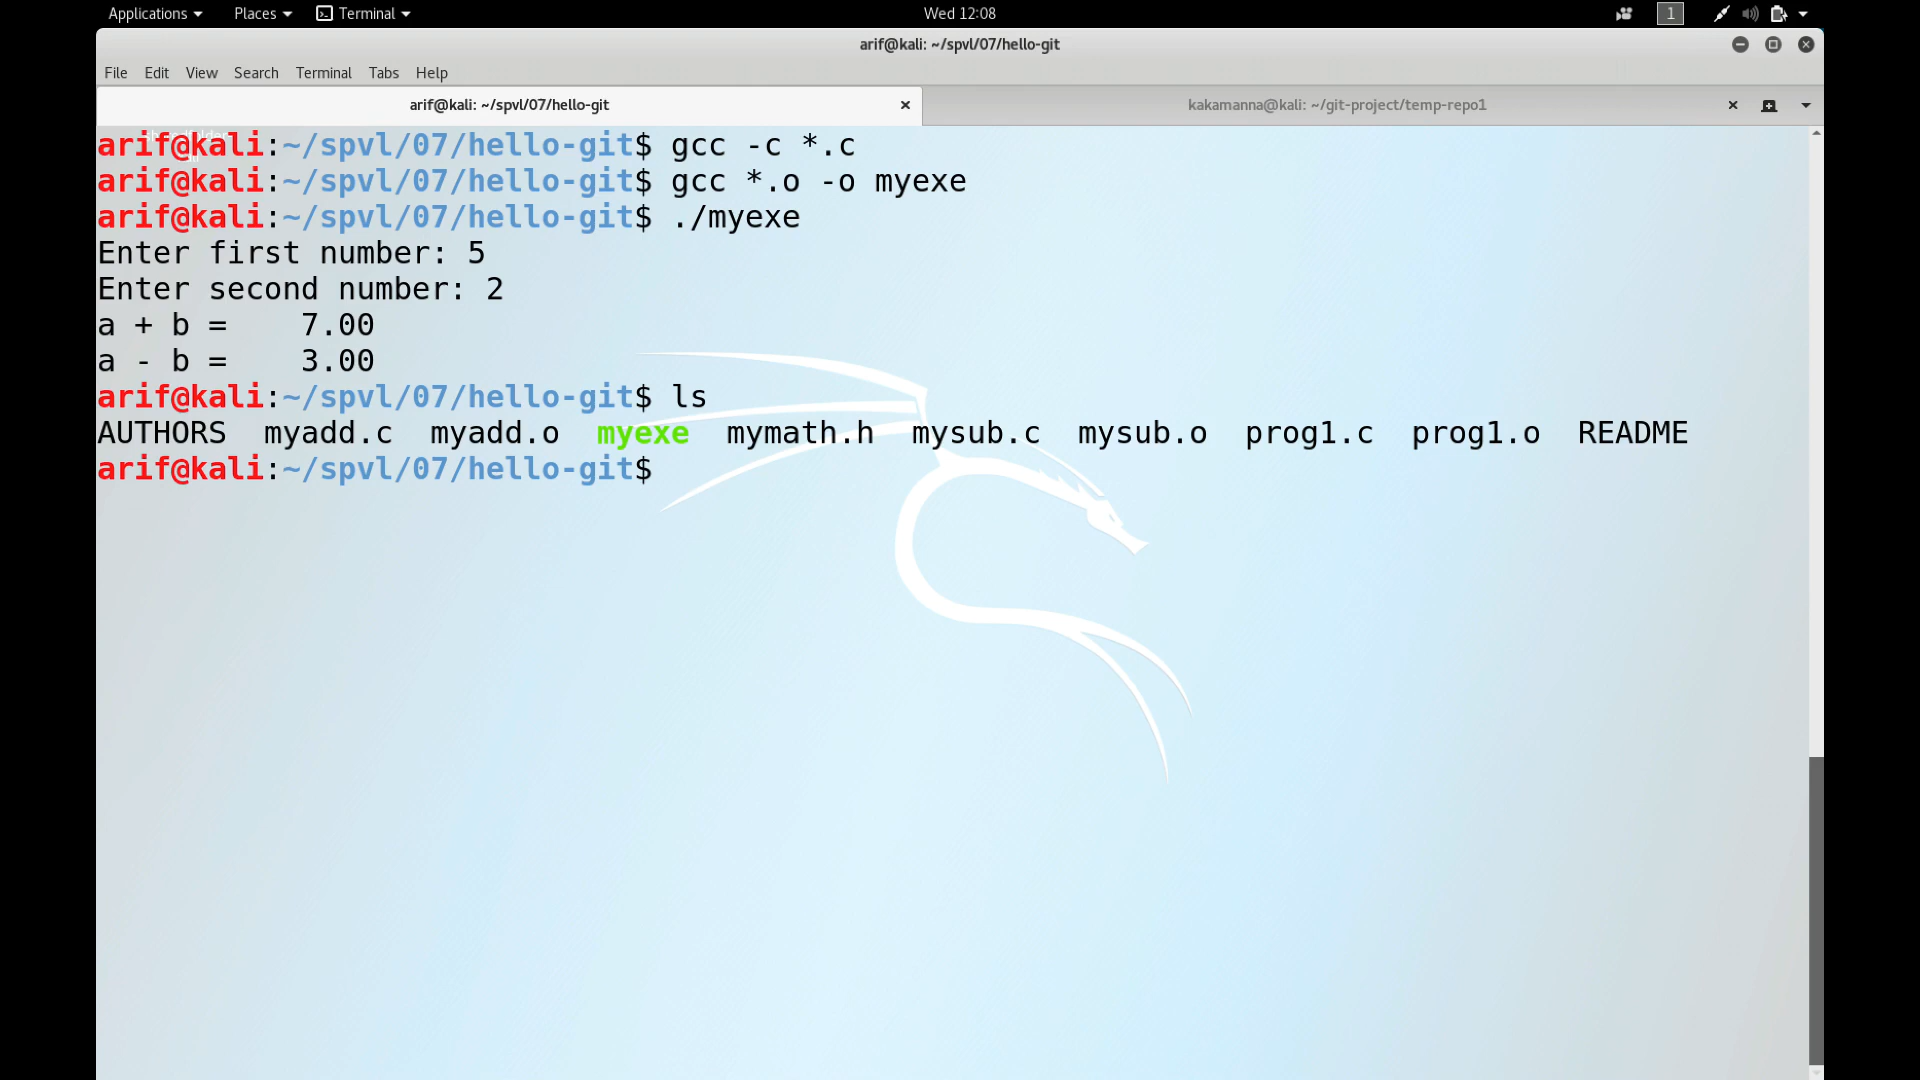 Applications Places Terminal Wed 12:08 1
arif@kali: ~/spvl/07/hello-git
File Edit View Search Terminal Tabs Help
arif@kali: ~/spvl/07/hello-git kakamanna@kali: ~/git-project/temp-repo1
arif@kali:~/spvl/07/hello-git$ gcc -c *.c
arif@kali:~/spvl/07/hello-git$ gcc *.o -o myexe
arif@kali:~/spvl/07/hello-git$ ./myexe
Enter first number: 5
Enter second number: 2
a + b =    7.00
a - b =    3.00
arif@kali:~/spvl/07/hello-git$ ls
AUTHORS  myadd.c  myadd.o  myexe  mymath.h  mysub.c  mysub.o  prog1.c  prog1.o  README
arif@kali:~/spvl/07/hello-git$